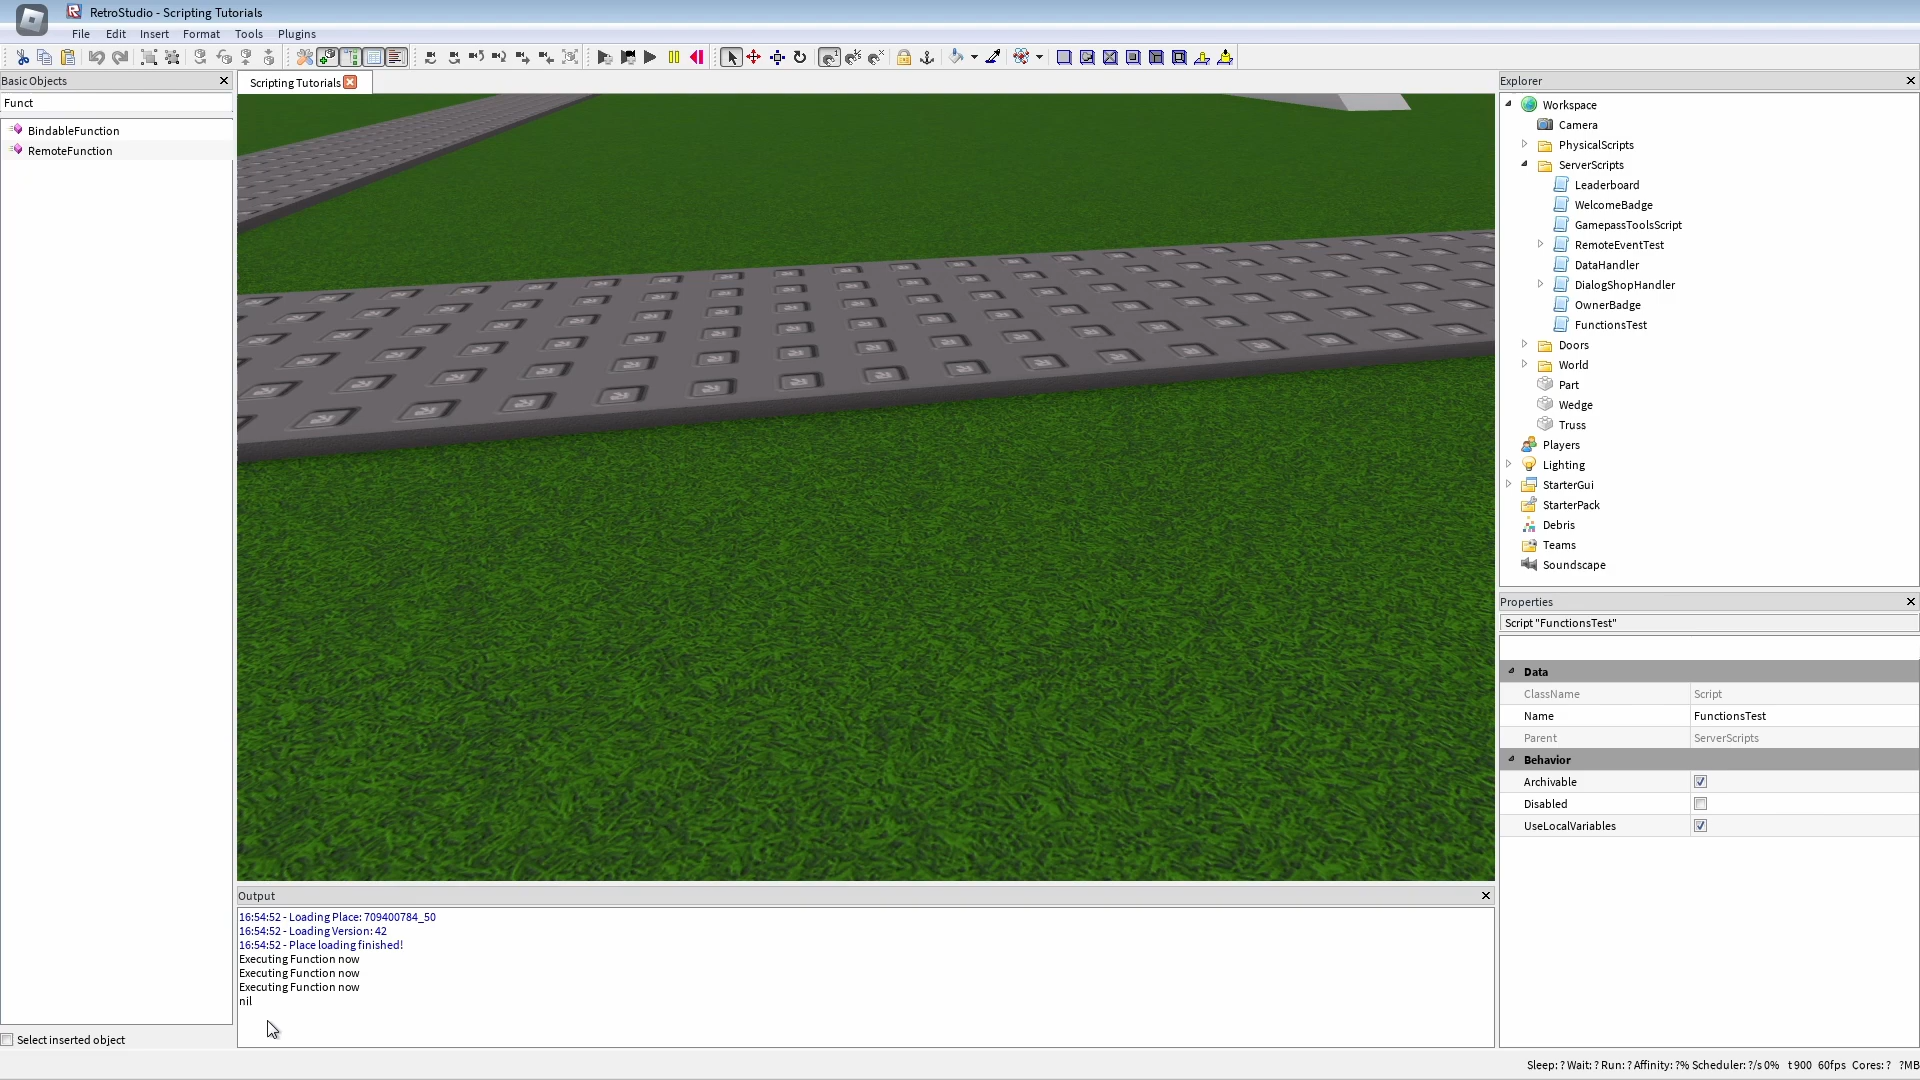 RetroStudio - Scripting Tutorials
File Edit Insert Format Tools Plugins
Basic Objects
Funct
BindableFunction
RemoteFunction
Select inserted object
Scripting Tutorials
Output
16:54:52 - Loading Place: 709400784_50
16:54:52 - Loading Version: 42
16:54:52 - Place loading finished!
Executing Function now
Executing Function now
Executing Function now
nil
Explorer
Workspace
Camera
PhysicalScripts
ServerScripts
Leaderboard
WelcomeBadge
GamepassToolsScript
RemoteEventTest
DataHandler
DialogShopHandler
OwnerBadge
FunctionsTest
Doors
World
Part
Wedge
Truss
Players
Lighting
StarterGui
StarterPack
Debris
Teams
Soundscape
Properties
Script "FunctionsTest"
Data
ClassName Script
Name FunctionsTest
Parent ServerScripts
Behavior
Archivable
Disabled
UseLocalVariables
Sleep: ? Wait: ? Run: ? Affinity: ?% Scheduler: ?/s 0% t 900 60fps Cores: ? ?MB